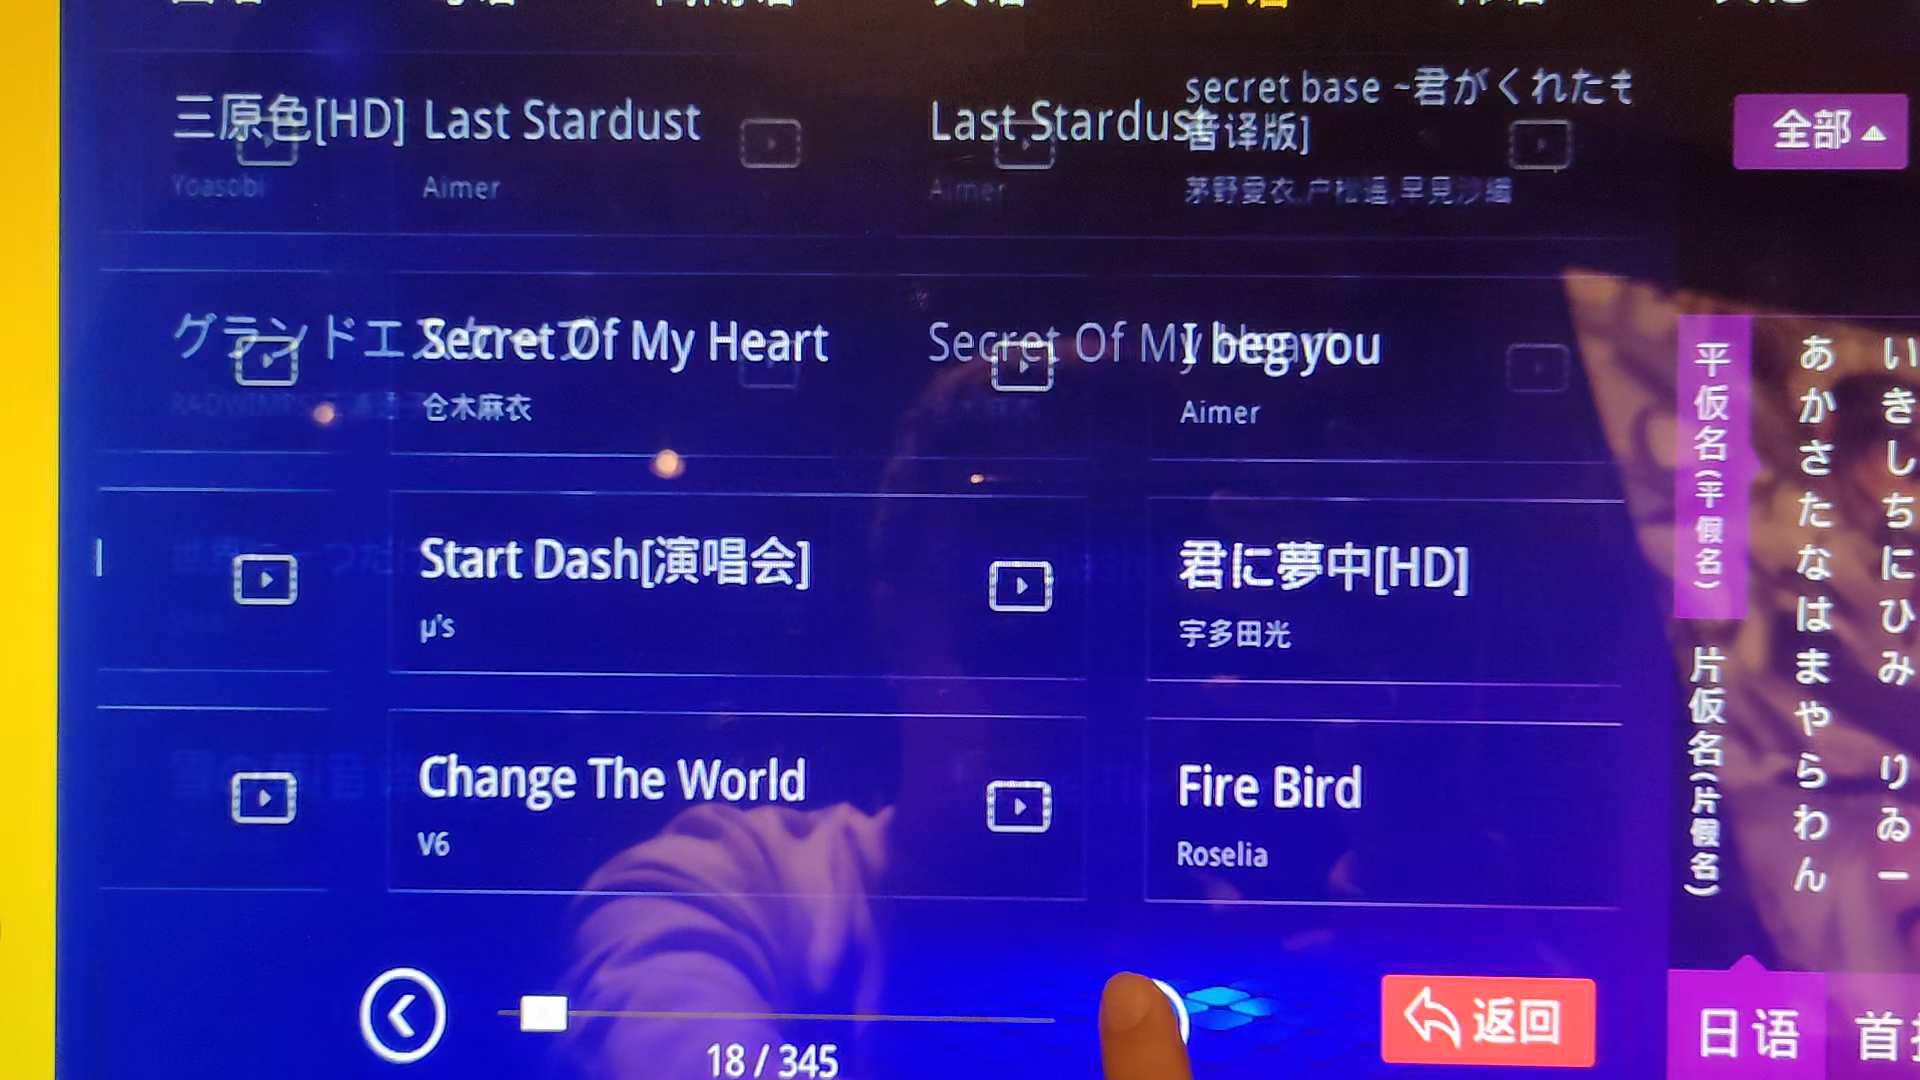 三原色[HD]
Yoasobi
Last Stardust
Aimer
Last Stardust
Aimer
secret base ~君がくれたも
音译版]
茅野愛衣,户松遥,早見沙織
全部
グランドエス
Secret Of My Heart
仓木麻衣
Secret Of My Heart
I beg you
Aimer
Start Dash[演唱会]
μ's
君に夢中[HD]
宇多田光
Change The World
V6
Fire Bird
Roselia
平仮名(平假名)
片仮名(片假名)
あかさたなはまやらわん
いきしちにひみ りゐー
18 / 345
返回
日语
首